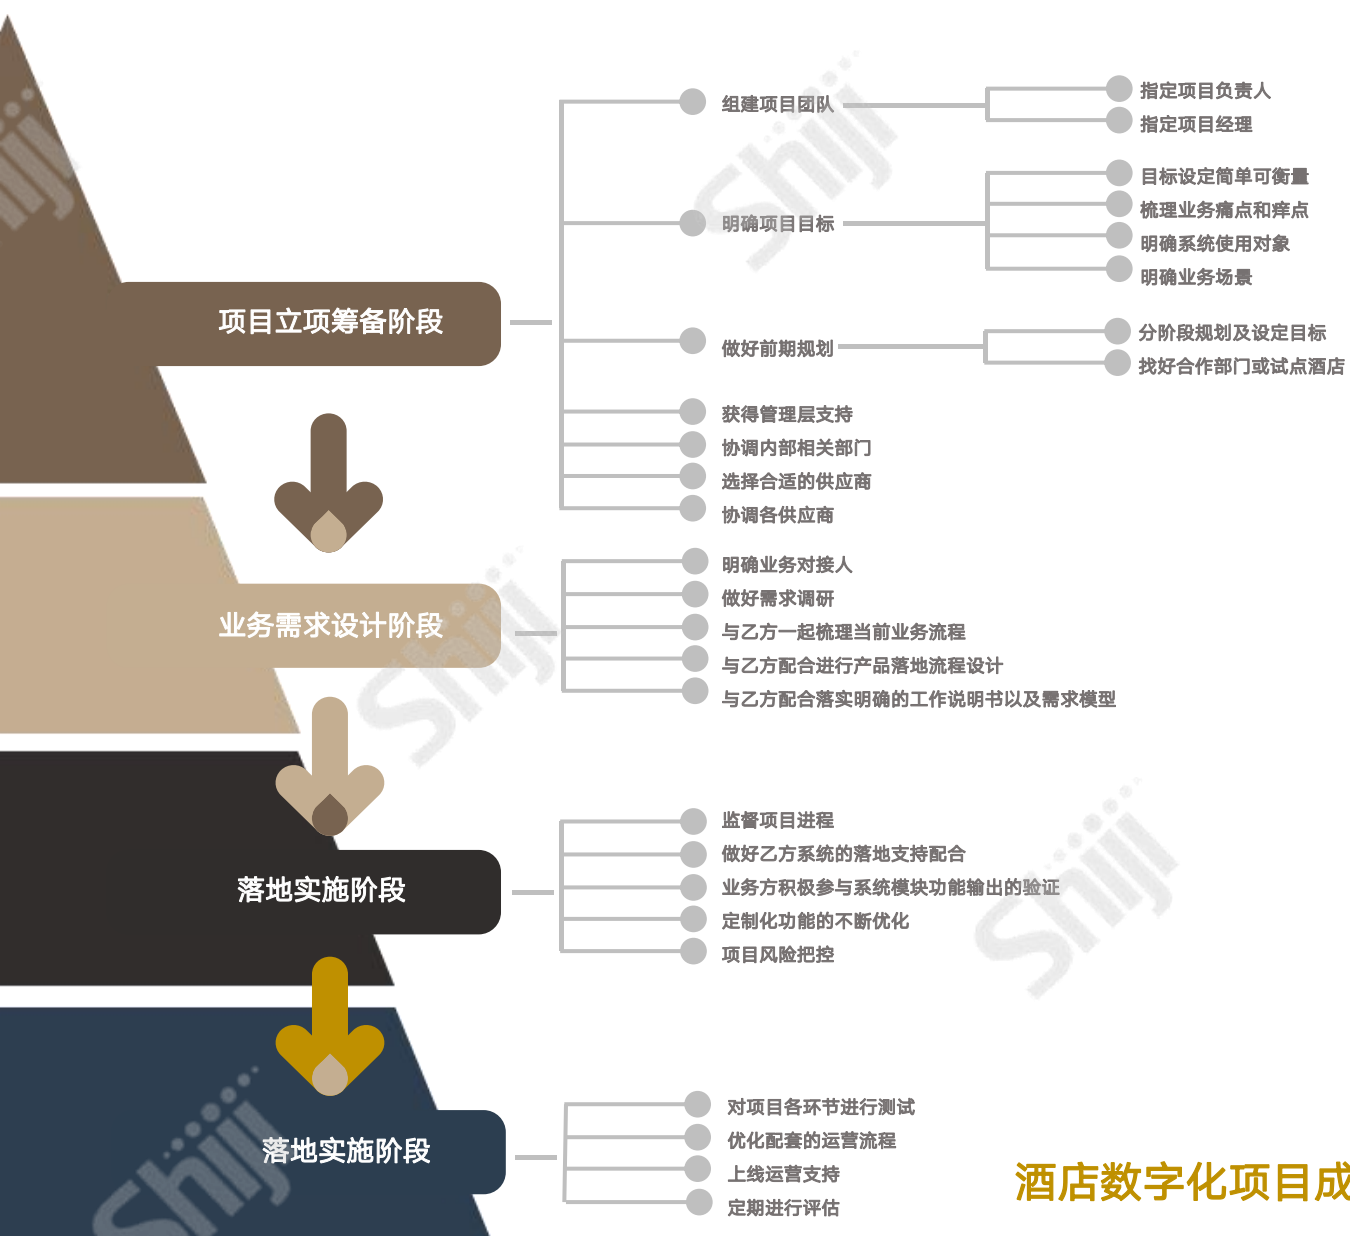 项目立项筹备阶段
组建项目团队
指定项目负责人
指定项目经理
明确项目目标
目标设定简单可衡量
梳理业务痛点和痒点
明确系统使用对象
明确业务场景
做好前期规划
分阶段规划及设定目标
找好合作部门或试点酒店
获得管理层支持
协调内部相关部门
选择合适的供应商
协调各供应商
业务需求设计阶段
明确业务对接人
做好需求调研
与乙方一起梳理当前业务流程
与乙方配合进行产品落地流程设计
与乙方配合落实明确的工作说明书以及需求模型
落地实施阶段
监督项目进程
做好乙方系统的落地支持配合
业务方积极参与系统模块功能输出的验证
定制化功能的不断优化
项目风险把控
落地实施阶段
对项目各环节进行测试
优化配套的运营流程
上线运营支持
定期进行评估
酒店数字化项目成
Shiji
Shiji
Shiji
Shiji
Shiji